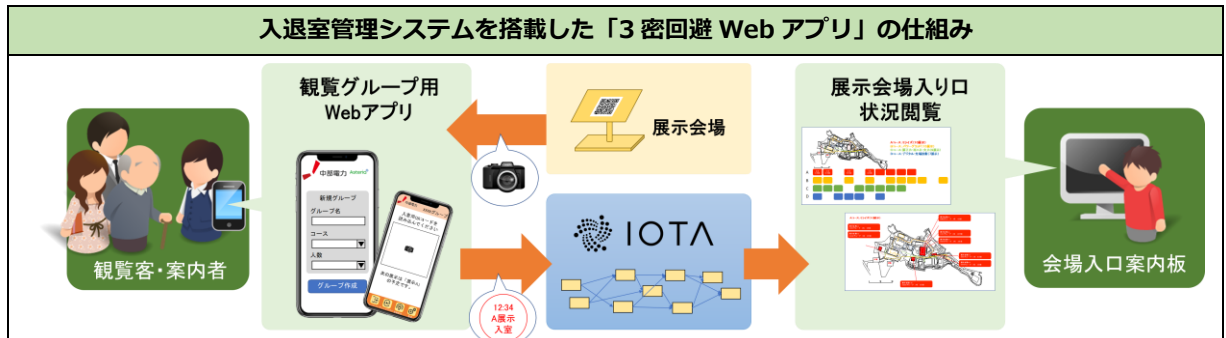 入退室管理システムを搭載した「3 密回避 Web アプリ」の仕組み
観覧グループ用
Webアプリ
展示会場
展示会場入り口
状況閲覧
中部電力
新規グループ
グループ名
コース
人数
グループ作成
IOTA
12:34
A展示
入室
A
B
C
D
観覧客・案内者
会場入口案内板